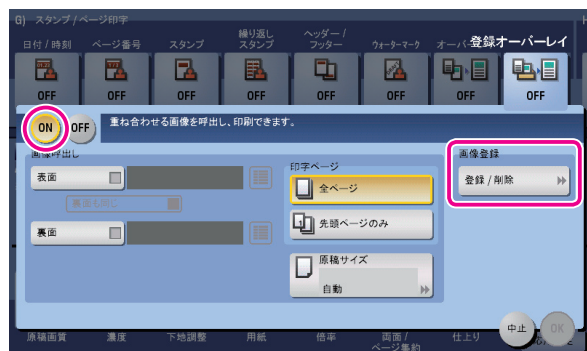 G) スタンプ / ページ印字
日付 / 時刻
ページ番号
スタンプ
繰り返し
スタンプ
ヘッダー /
フッター
ウォーターマーク
オーバー
登録オーバーレイ
OFF
OFF
OFF
OFF
OFF
OFF
OFF
OFF
ON
OFF
重ね合わせる画像を呼出し、印刷できます。
画像呼出し
表面
裏面も同じ
裏面
印字ページ
全ページ
1 先頭ページのみ
原稿サイズ
自動
画像登録
登録 / 削除
中止
OK
原稿画質
濃度
下地調整
用紙
倍率
両面 /
ページ集約
仕上り